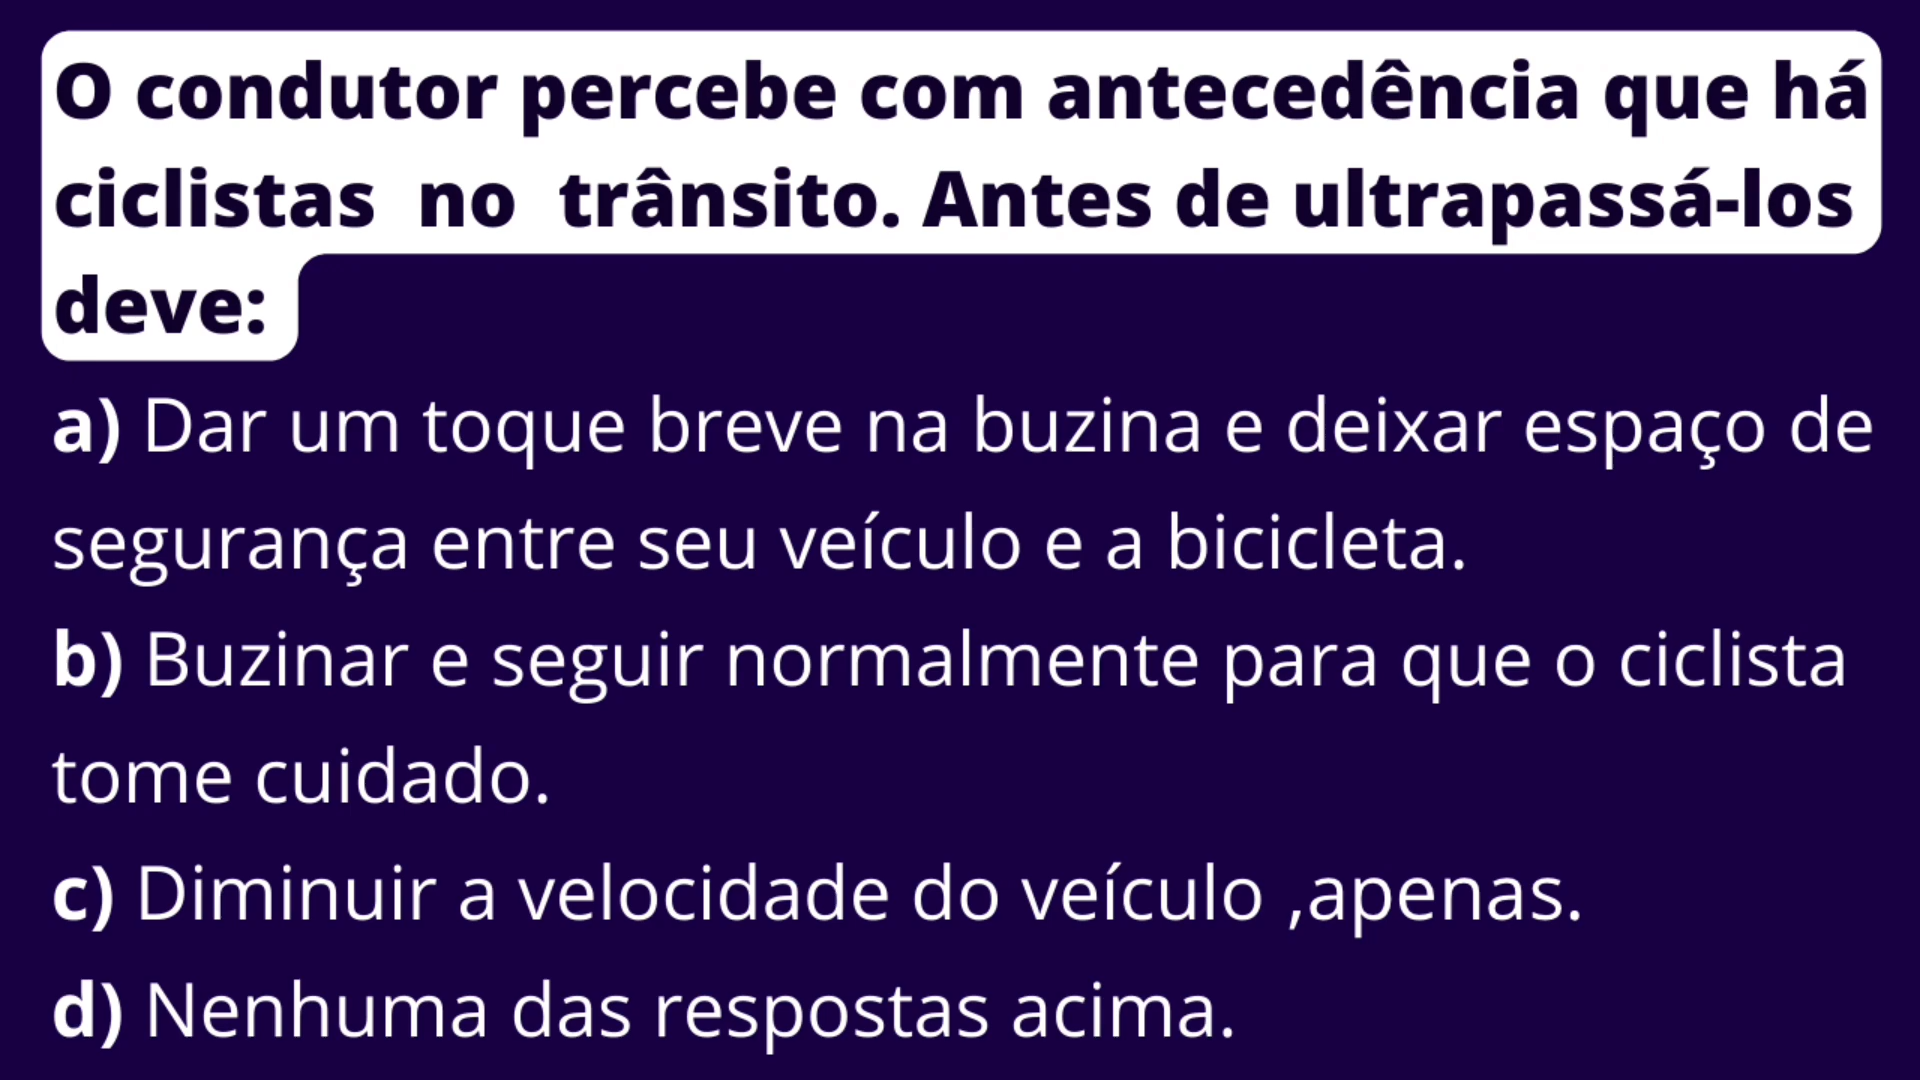 O condutor percebe com antecedência que há
ciclistas no trânsito. Antes de ultrapassá-los
deve:
a) Dar um toque breve na buzina e deixar espaço de
segurança entre seu veículo e a bicicleta.
b) Buzinar e seguir normalmente para que o ciclista
tome cuidado.
c) Diminuir a velocidade do veículo ,apenas.
d) Nenhuma das respostas acima.